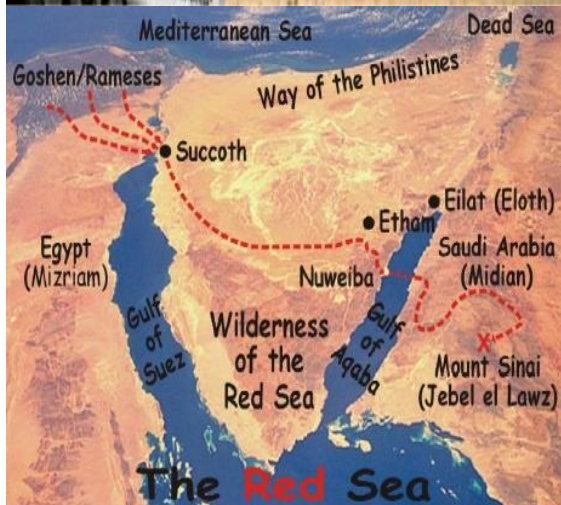 Mediterranean Sea
Dead Sea
Goshen/Rameses
Way of the Philistines
Succoth
Eilat (Eloth)
Etham
Egypt
(Mizriam)
Saudi Arabia
(Midian)
Nuweiba
Gulf
of
Suez
Wilderness
of the
Red Sea
Gulf
of
Aqaba
X
Mount Sinai
(Jebel el Lawz)
The Red Sea